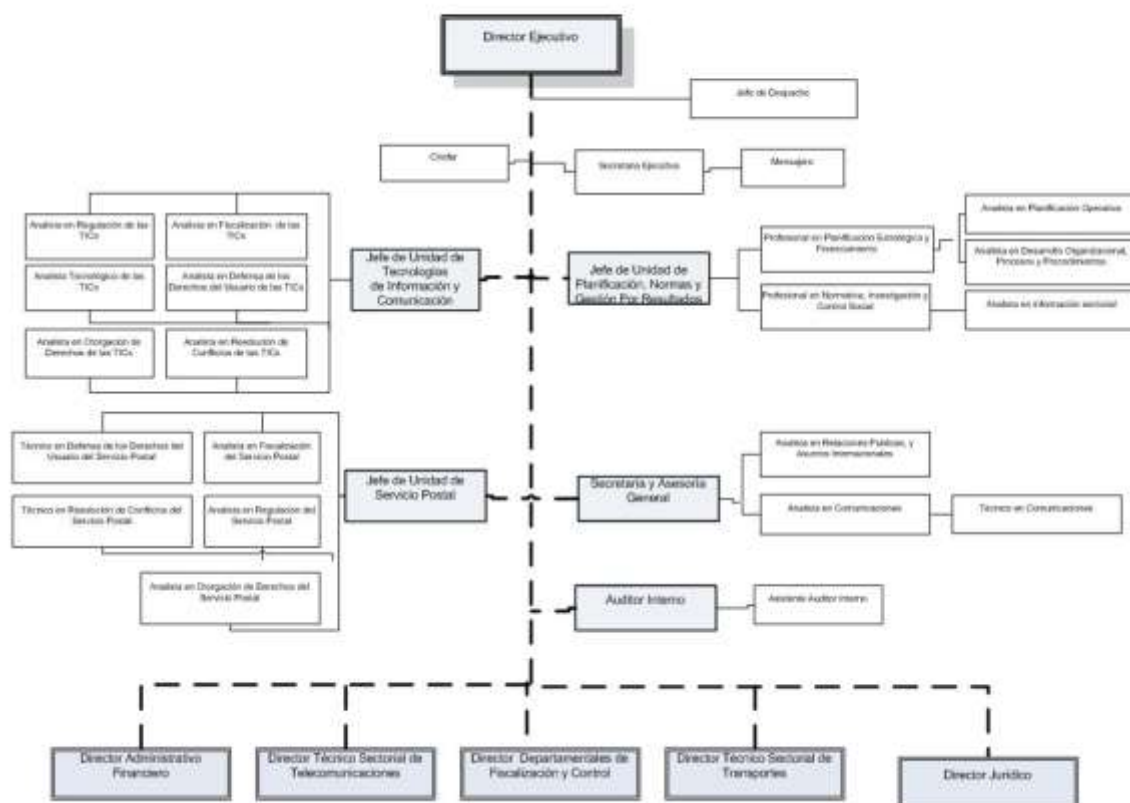 Director Ejecutivo
Jefe de Despacho
Chofer
Secretaria Ejecutiva
Mensajero
Analista en Regulación de las
TICs
Analista en Fiscalización de las
TICs
Analista Tecnológico de las
TICs
Analista en Defensa de los
Derechos del Usuario de las TICs
Analista en Otorgación de
Derechos de las TICs
Analista en Resolución de
Conflictos de las TICs
Jefe de Unidad de
Tecnologías
de Información y
Comunicación
Jefe de Unidad de
Planificación, Normas y
Gestión Por Resultados
Profesional en Planificación Estratégica y
Financiamiento
Profesional en Normativa, Investigación y
Control Social
Analista en Planificación Operativa
Analista en Desarrollo Organizacional,
Procesos y Procedimientos
Analista en información sectorial
Técnico en Defensa de los Derechos del
Usuario del Servicio Postal
Analista en Fiscalización
del Servicio Postal
Técnico en Resolución de Conflictos del
Servicio Postal
Analista en Regulación del
Servicio Postal
Analista en Otorgación de Derechos del
Servicio Postal
Jefe de Unidad de
Servicio Postal
Secretaria y Asesoría
General
Analista en Relaciones Publicas, y
Asuntos Internacionales
Analista en Comunicaciones
Técnico en Comunicaciones
Auditor Interno
Asistente Auditor Interno
Director Administrativo
Financiero
Director Técnico Sectorial de
Telecomunicaciones
Director Departamentales de
Fiscalización y Control
Director Técnico Sectorial de
Transportes
Director Jurídico